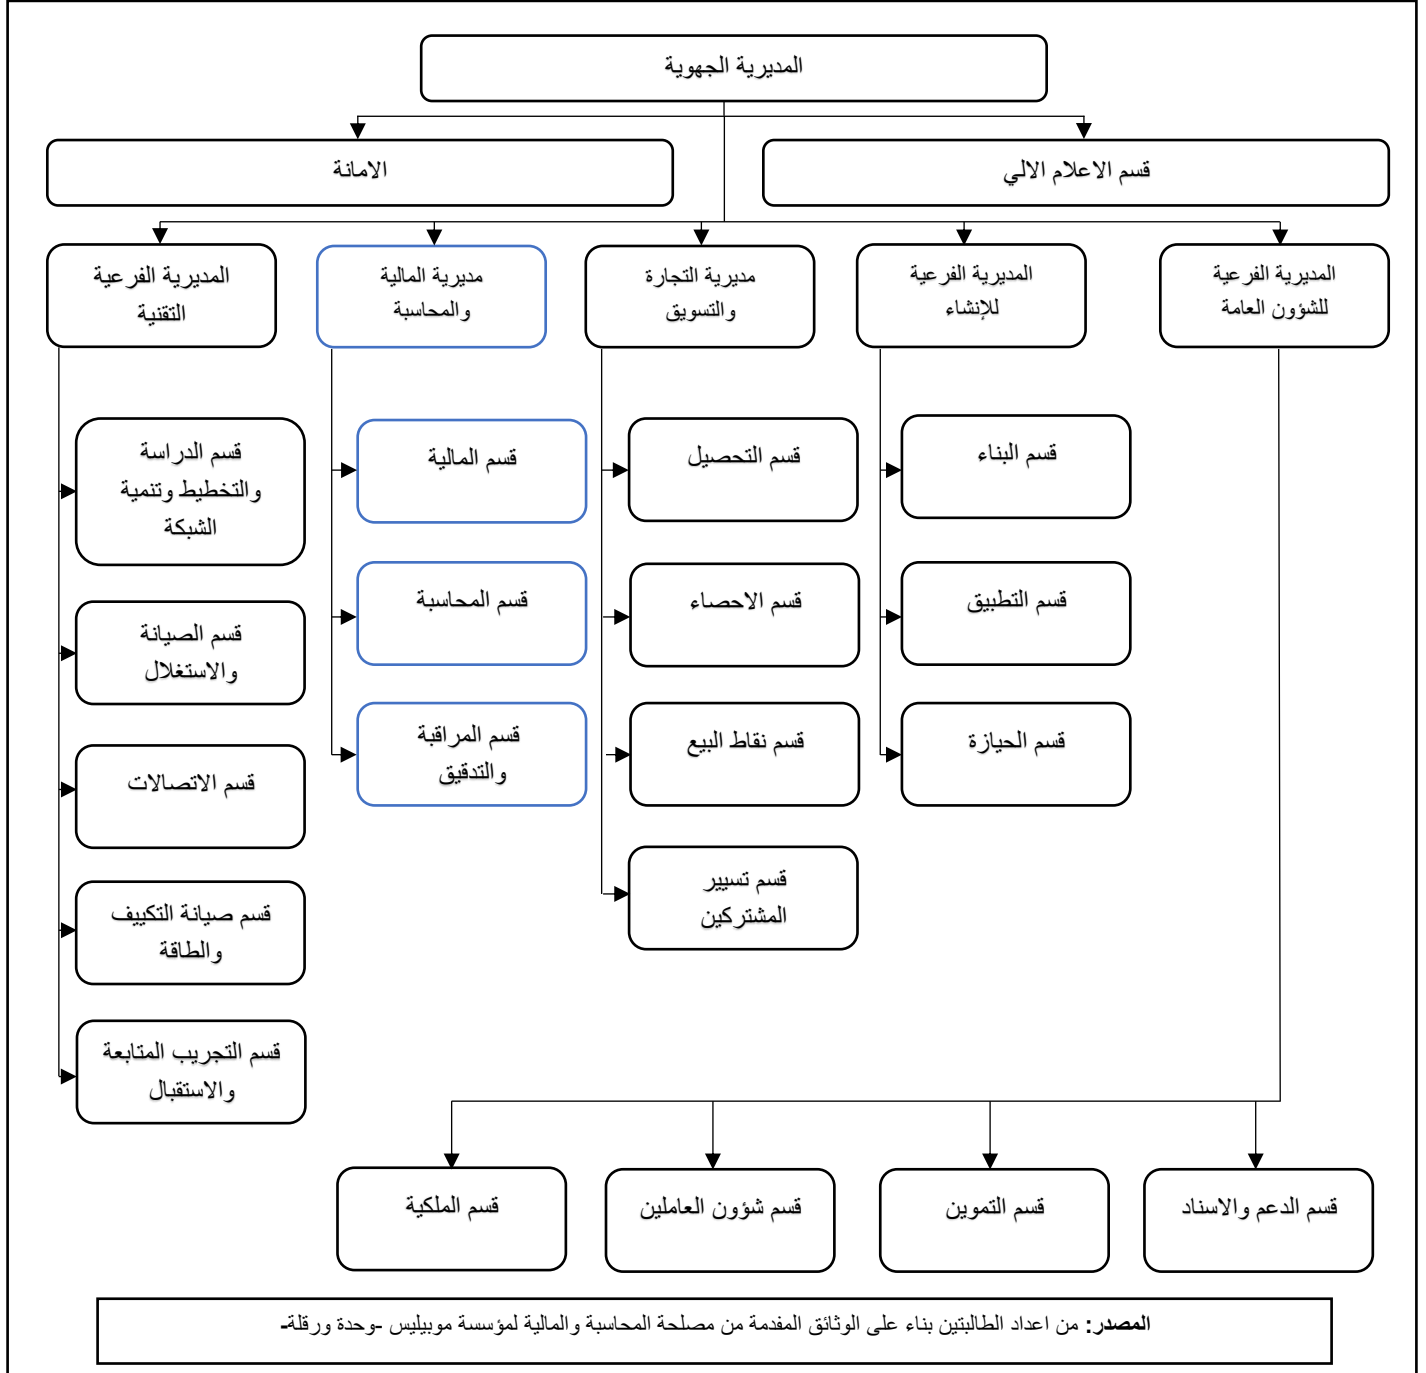 المديرية الجهوية
قسم الاعلام الالي
الامانة
المديرية الفرعية
للشؤون العامة
المديرية الفرعية
للإنشاء
مديرية التجارة
والتسويق
مديرية المالية
والمحاسبة
المديرية الفرعية
التقنية
قسم البناء
قسم التطبيق
قسم الحيازة
قسم التحصيل
قسم الاحصاء
قسم نقاط البيع
قسم تسيير
المشتركين
قسم المالية
قسم المحاسبة
قسم المراقبة
والتدقيق
قسم الدراسة
والتخطيط وتنمية
الشبكة
قسم الصيانة
والاستغلال
قسم الاتصالات
قسم صيانة التكييف
والطاقة
قسم التجريب المتابعة
والاستقبال
قسم الدعم والاسناد
قسم التموين
قسم شؤون العاملين
قسم الملكية
المصدر: من اعداد الطالبتين بناء على الوثائق المفدمة من مصلحة المحاسبة والمالية لمؤسسة موبيليس -وحدة ورقلة-